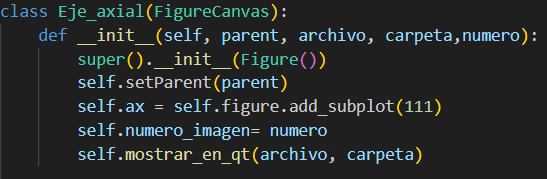 class Eje_axial(FigureCanvas):
    def __init__(self, parent, archivo, carpeta,numero):
        super().__init__(Figure())
        self.setParent(parent)
        self.ax = self.figure.add_subplot(111)
        self.numero_imagen= numero
        self.mostrar_en_qt(archivo, carpeta)